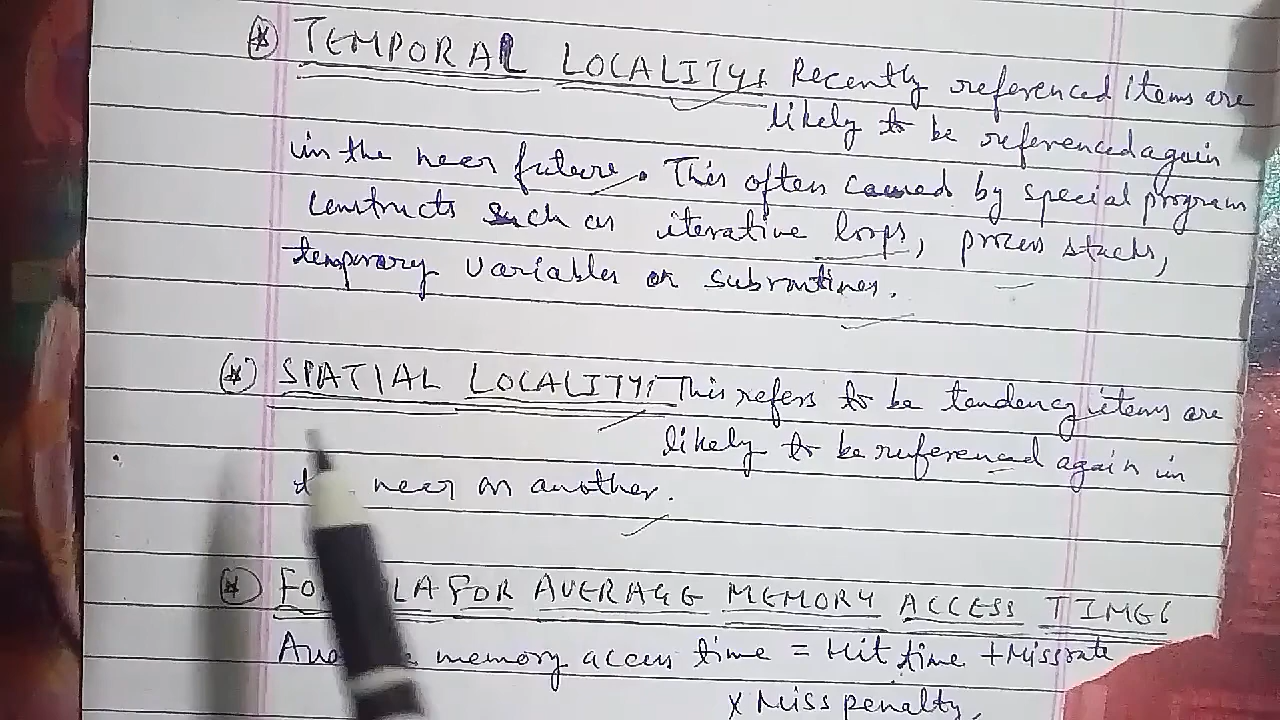 TEMPORAL LOCALITY: Recently referenced items are
likely to be referenced again
in the near future. This often caused by special program
constructs such as iterative loops, process stacks,
temporary variables or subroutines.
SPATIAL LOCALITY: This refers to be tendency items are
likely to be referenced again in
near on another.
FOR AVERAGE MEMORY ACCESS TIME:
memory access time = Hit time + Miss rate
x Miss penalty,